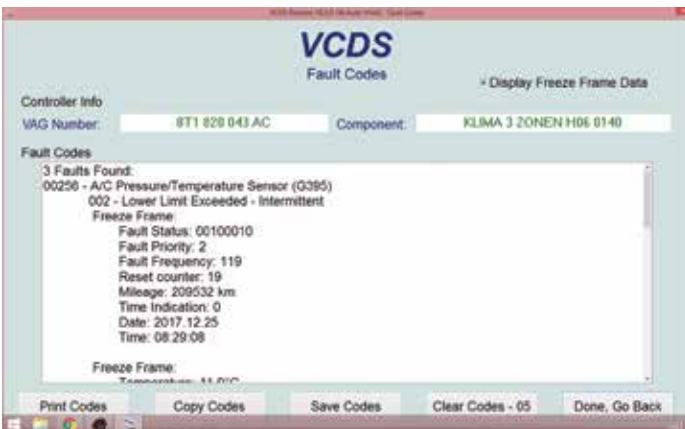 VCDS
Fault Codes
Display Freeze Frame Data
Controller Info
VAG Number: 8T1 820 043 AC Component: KLIMA 3 ZONEN H06 0140
Fault Codes
3 Faults Found:
00256 - A/C Pressure/Temperature Sensor (G395)
002 - Lower Limit Exceeded - Intermittent
Freeze Frame:
Fault Status: 00100010
Fault Priority: 2
Fault Frequency: 119
Reset counter: 19
Mileage: 209532 km
Time Indication: 0
Date: 2017.12.25
Time: 08:29:08
Freeze Frame:
Temperature: 11.0°C
Print Codes Copy Codes Save Codes Clear Codes - 05 Done, Go Back